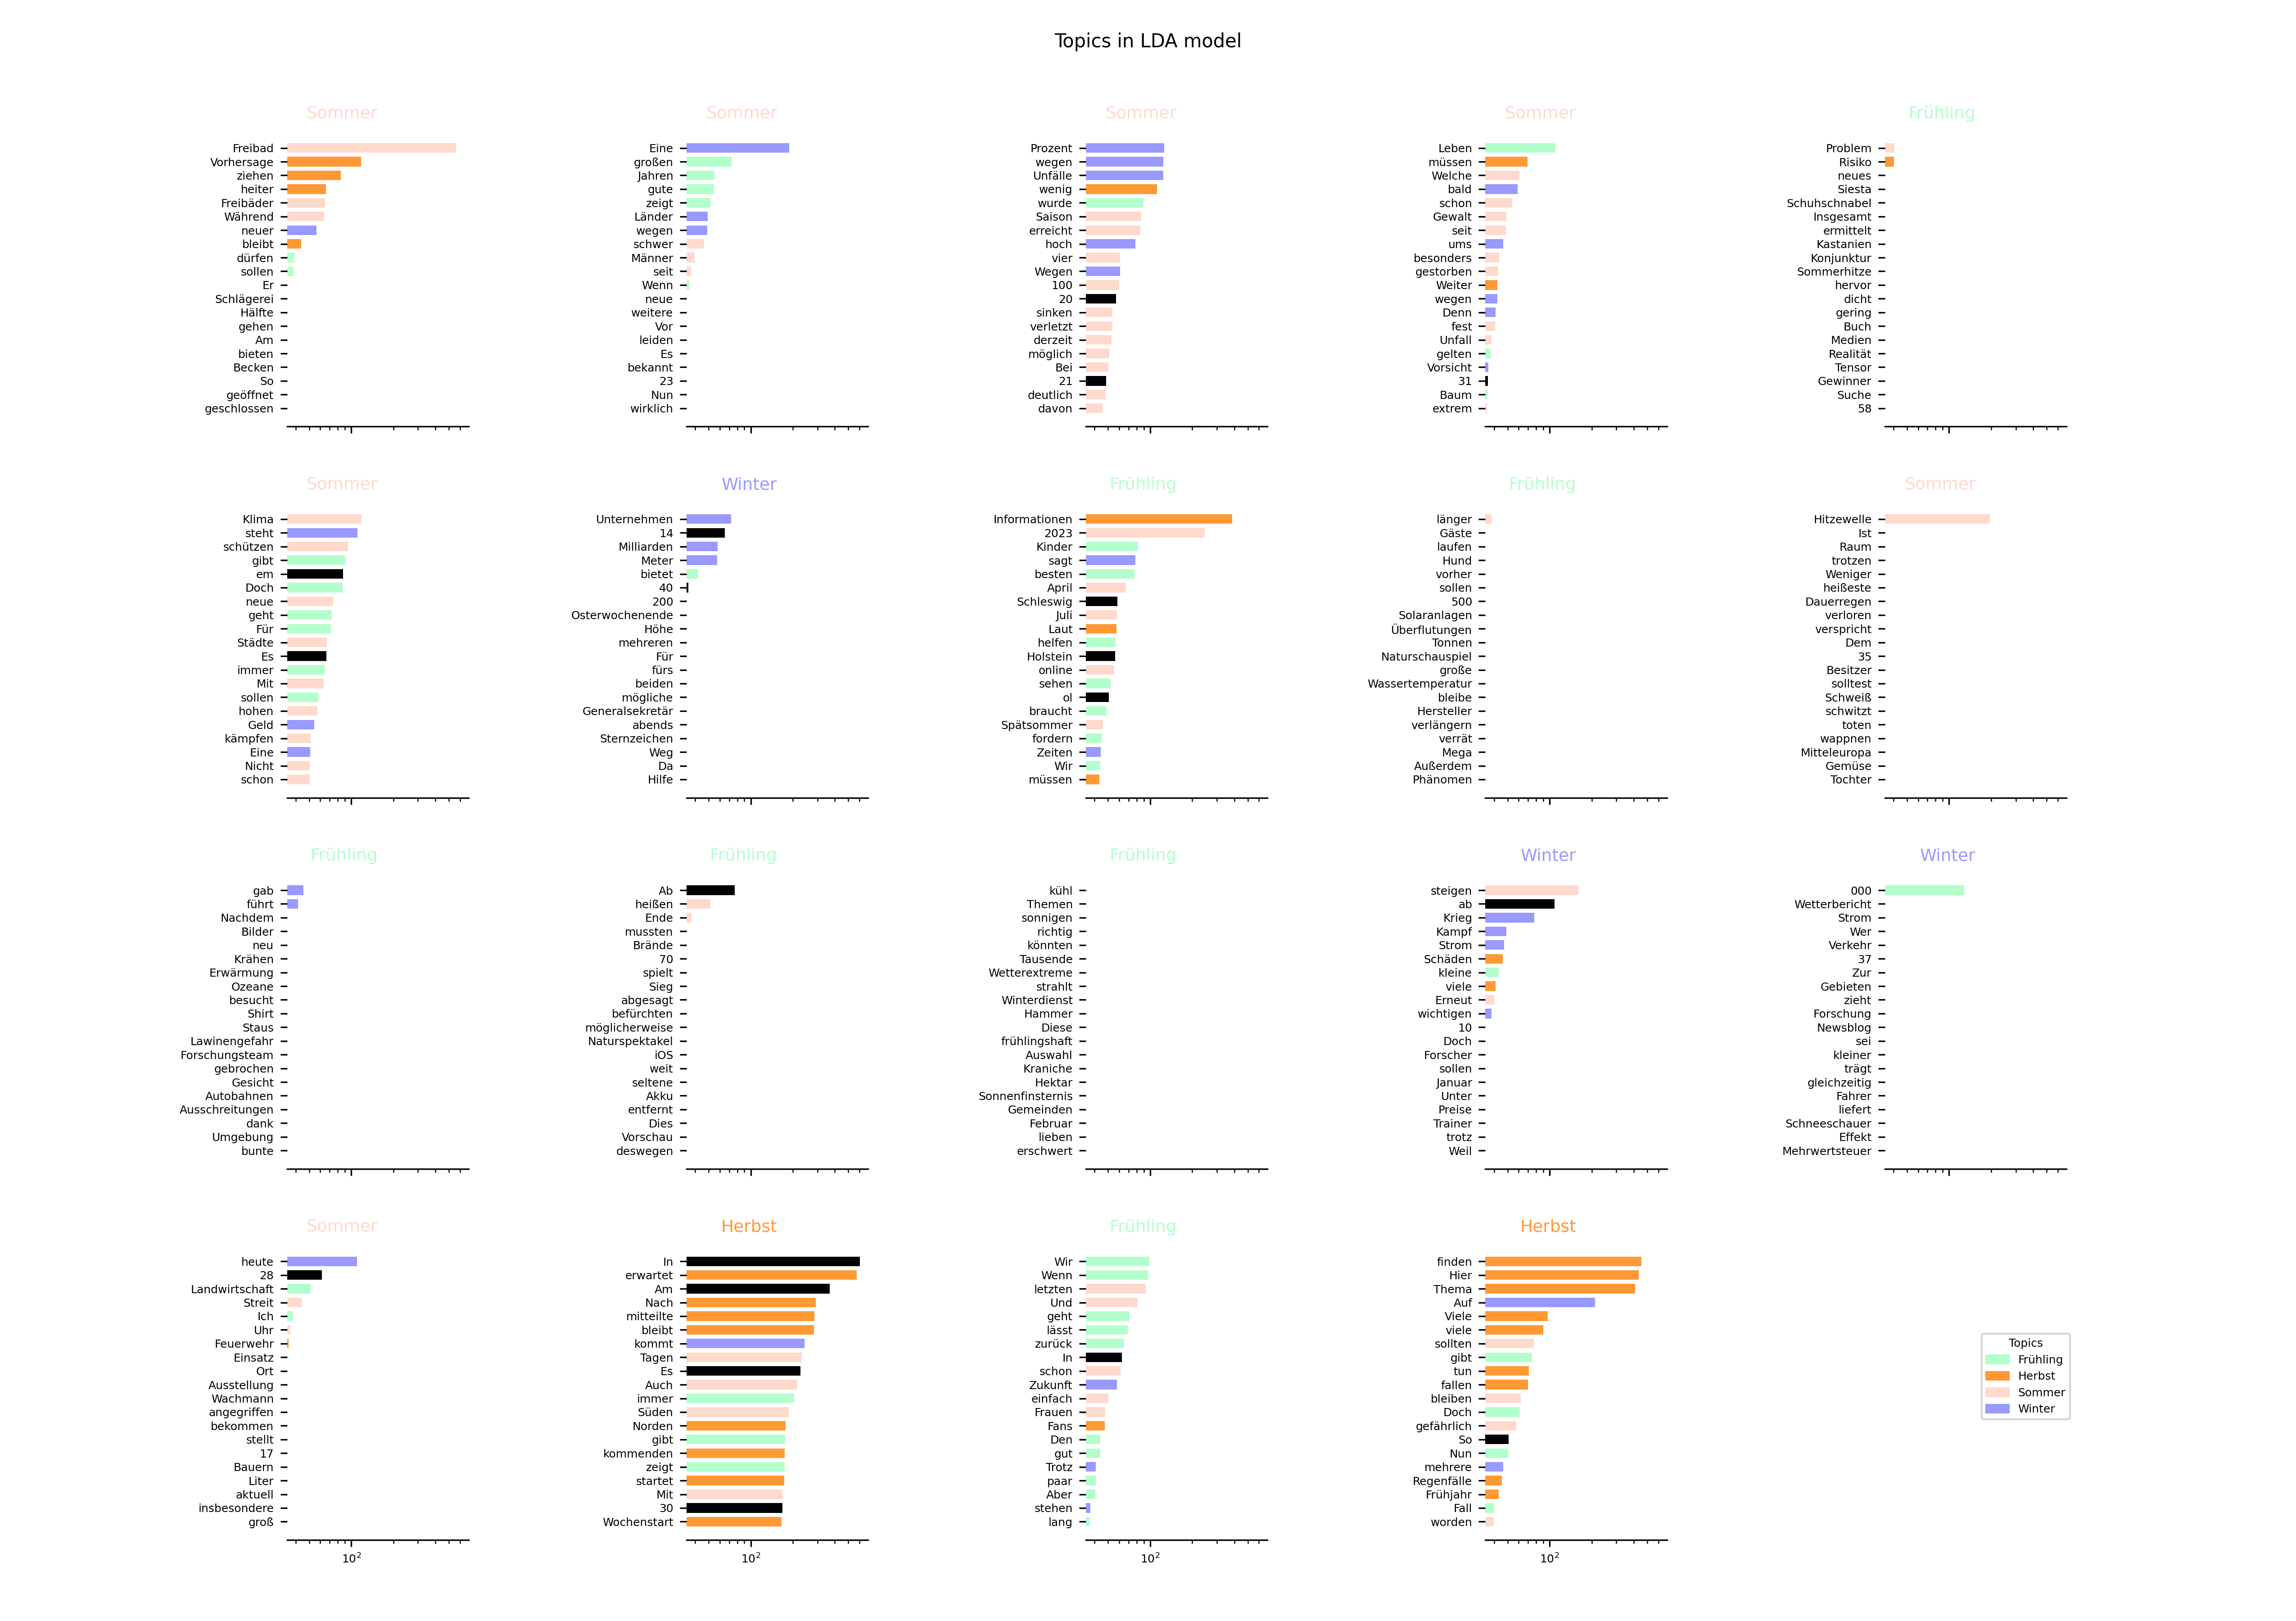 Topics in LDA model
Sommer
Freibad
Vorhersage
ziehen
heiter
Freibäder
Während
neuer
bleibt
dürfen
sollen
Er
Schlägerei
Hälfte
gehen
Am
bieten
Becken
So
geöffnet
geschlossen
Sommer
Eine
großen
Jahren
gute
zeigt
Länder
wegen
schwer
Männer
seit
Wenn
neue
weitere
Vor
leiden
Es
bekannt
23
Nun
wirklich
Sommer
Prozent
wegen
Unfälle
wenig
wurde
Saison
erreicht
hoch
vier
Wegen
100
20
sinken
verletzt
derzeit
möglich
Bei
21
deutlich
davon
Sommer
Leben
müssen
Welche
bald
schon
Gewalt
seit
ums
besonders
gestorben
Weiter
wegen
Denn
fest
Unfall
gelten
Vorsicht
31
Baum
extrem
Frühling
Problem
Risiko
neues
Siesta
Schuhschnabel
Insgesamt
ermittelt
Kastanien
Konjunktur
Sommerhitze
hervor
dicht
gering
Buch
Medien
Realität
Tensor
Gewinner
Suche
58
Sommer
Klima
steht
schützen
gibt
em
Doch
neue
geht
Für
Städte
Es
immer
Mit
sollen
hohen
Geld
kämpfen
Eine
Nicht
schon
Winter
Unternehmen
14
Milliarden
Meter
bietet
40
200
Osterwochenende
Höhe
mehreren
Für
fürs
beiden
mögliche
Generalsekretär
abends
Sternzeichen
Weg
Da
Hilfe
Frühling
Informationen
2023
Kinder
sagt
besten
April
Schleswig
Juli
Laut
helfen
Holstein
online
sehen
ol
braucht
Spätsommer
fordern
Zeiten
Wir
müssen
Frühling
länger
Gäste
laufen
Hund
vorher
sollen
500
Solaranlagen
Überflutungen
Tonnen
Naturschauspiel
große
Wassertemperatur
bleibe
Hersteller
verlängern
verrät
Mega
Außerdem
Phänomen
Sommer
Hitzewelle
Ist
Raum
trotzen
Weniger
heißeste
Dauerregen
verloren
verspricht
Dem
35
Besitzer
solltest
Schweiß
schwitzt
toten
wappnen
Mitteleuropa
Gemüse
Tochter
Frühling
gab
führt
Nachdem
Bilder
neu
Krähen
Erwärmung
Ozeane
besucht
Shirt
Staus
Lawinengefahr
Forschungsteam
gebrochen
Gesicht
Autobahnen
Ausschreitungen
dank
Umgebung
bunte
Frühling
Ab
heißen
Ende
mussten
Brände
70
spielt
Sieg
abgesagt
befürchten
möglicherweise
Naturspektakel
iOS
weit
seltene
Akku
entfernt
Dies
Vorschau
deswegen
Frühling
kühl
Themen
sonnigen
richtig
könnten
Tausende
Wetterextreme
strahlt
Winterdienst
Hammer
Diese
frühlingshaft
Auswahl
Kraniche
Hektar
Sonnenfinsternis
Gemeinden
Februar
lieben
erschwert
Winter
steigen
ab
Krieg
Kampf
Strom
Schäden
kleine
viele
Erneut
wichtigen
10
Doch
Forscher
sollen
Januar
Unter
Preise
Trainer
trotz
Weil
Winter
000
Wetterbericht
Strom
Wer
Verkehr
37
Zur
Gebieten
zieht
Forschung
Newsblog
sei
kleiner
trägt
gleichzeitig
Fahrer
liefert
Schneeschauer
Effekt
Mehrwertsteuer
Sommer
heute
28
Landwirtschaft
Streit
Ich
Uhr
Feuerwehr
Einsatz
Ort
Ausstellung
Wachmann
angegriffen
bekommen
stellt
17
Bauern
Liter
aktuell
insbesondere
groß
10²
Herbst
In
erwartet
Am
Nach
mitteilte
bleibt
kommt
Tagen
Es
Auch
immer
Süden
Norden
gibt
kommenden
zeigt
startet
Mit
30
Wochenstart
10²
Frühling
Wir
Wenn
letzten
Und
geht
lässt
zurück
In
schon
Zukunft
einfach
Frauen
Fans
Den
gut
Trotz
paar
Aber
stehen
lang
10²
Herbst
finden
Hier
Thema
Auf
Viele
viele
sollten
gibt
tun
fallen
bleiben
Doch
gefährlich
So
Nun
mehrere
Regenfälle
Frühjahr
Fall
worden
10²
Topics
Frühling
Herbst
Sommer
Winter